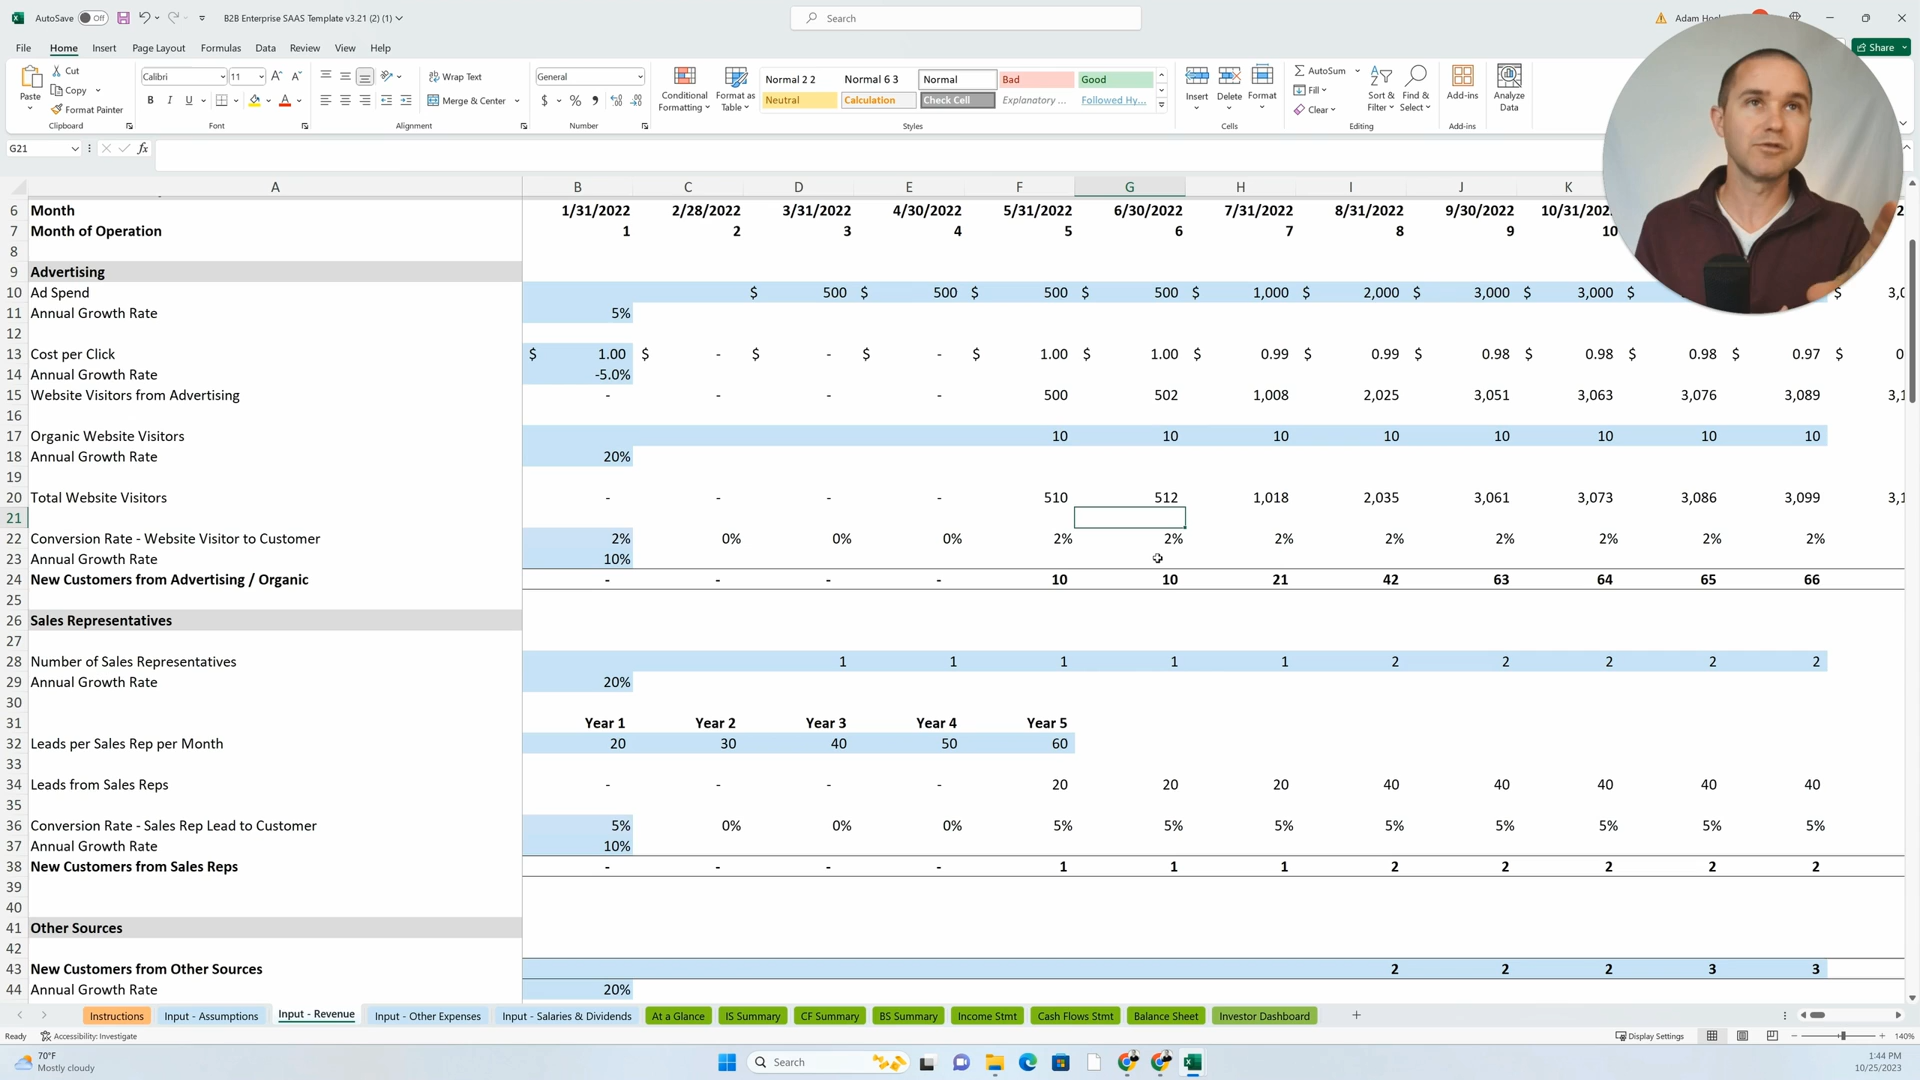 AutoSave Off B2B Enterprise SAAS Template v3.21 (2) (1) Search
File Home Insert Page Layout Formulas Data Review View Help Share
Paste Cut Copy Format Painter Clipboard
Calibri 11 B I U Font
Wrap Text Merge & Center Alignment
General $ % Number
Conditional Formatting Format as Table
Normal 2 2 Normal 6 3 Normal Bad Good
Neutral Calculation Check Cell Explanatory ... Followed Hy...
Styles
Insert Delete Format Cells
AutoSum Fill Clear Sort & Filter Find & Select Editing
Add-ins Add-ins
Analyze Data
G21 fx
A B C D E F G H I J K
6 Month 1/31/2022 2/28/2022 3/31/2022 4/30/2022 5/31/2022 6/30/2022 7/31/2022 8/31/2022 9/30/2022 10/31/202
7 Month of Operation 1 2 3 4 5 6 7 8 9 10
8
9 Advertising
10 Ad Spend $ 500 $ 500 $ 500 $ 500 $ 1,000 $ 2,000 $ 3,000 $ 3,000 $ $ 3,0
11 Annual Growth Rate 5%
12
13 Cost per Click $ 1.00 $ - $ - $ - $ 1.00 $ 1.00 $ 0.99 $ 0.99 $ 0.98 $ 0.98 $ 0.98 $ 0.97 $ 0
14 Annual Growth Rate -5.0%
15 Website Visitors from Advertising - - - - 500 502 1,008 2,025 3,051 3,063 3,076 3,089 3,1
16
17 Organic Website Visitors 10 10 10 10 10 10 10 10
18 Annual Growth Rate 20%
19
20 Total Website Visitors - - - - 510 512 1,018 2,035 3,061 3,073 3,086 3,099 3,1
21
22 Conversion Rate - Website Visitor to Customer 2% 0% 0% 0% 2% 2% 2% 2% 2% 2% 2% 2%
23 Annual Growth Rate 10%
24 New Customers from Advertising / Organic - - - - 10 10 21 42 63 64 65 66
25
26 Sales Representatives
27
28 Number of Sales Representatives 1 1 1 1 1 2 2 2 2 2
29 Annual Growth Rate 20%
30
31 Year 1 Year 2 Year 3 Year 4 Year 5
32 Leads per Sales Rep per Month 20 30 40 50 60
33
34 Leads from Sales Reps - - - - 20 20 20 40 40 40 40 40
35
36 Conversion Rate - Sales Rep Lead to Customer 5% 0% 0% 0% 5% 5% 5% 5% 5% 5% 5% 5%
37 Annual Growth Rate 10%
38 New Customers from Sales Reps - - - - 1 1 1 2 2 2 2 2
39
40
41 Other Sources
42
43 New Customers from Other Sources 2 2 2 3 3
44 Annual Growth Rate 20%
Instructions Input - Assumptions Input - Revenue Input - Other Expenses Input - Salaries & Dividends At a Glance IS Summary CF Summary BS Summary Income Stmt Cash Flows Stmt Balance Sheet Investor Dashboard
Ready Accessibility: Investigate Display Settings 140%
70°F
Mostly cloudy
Search
1:44 PM
10/25/2023